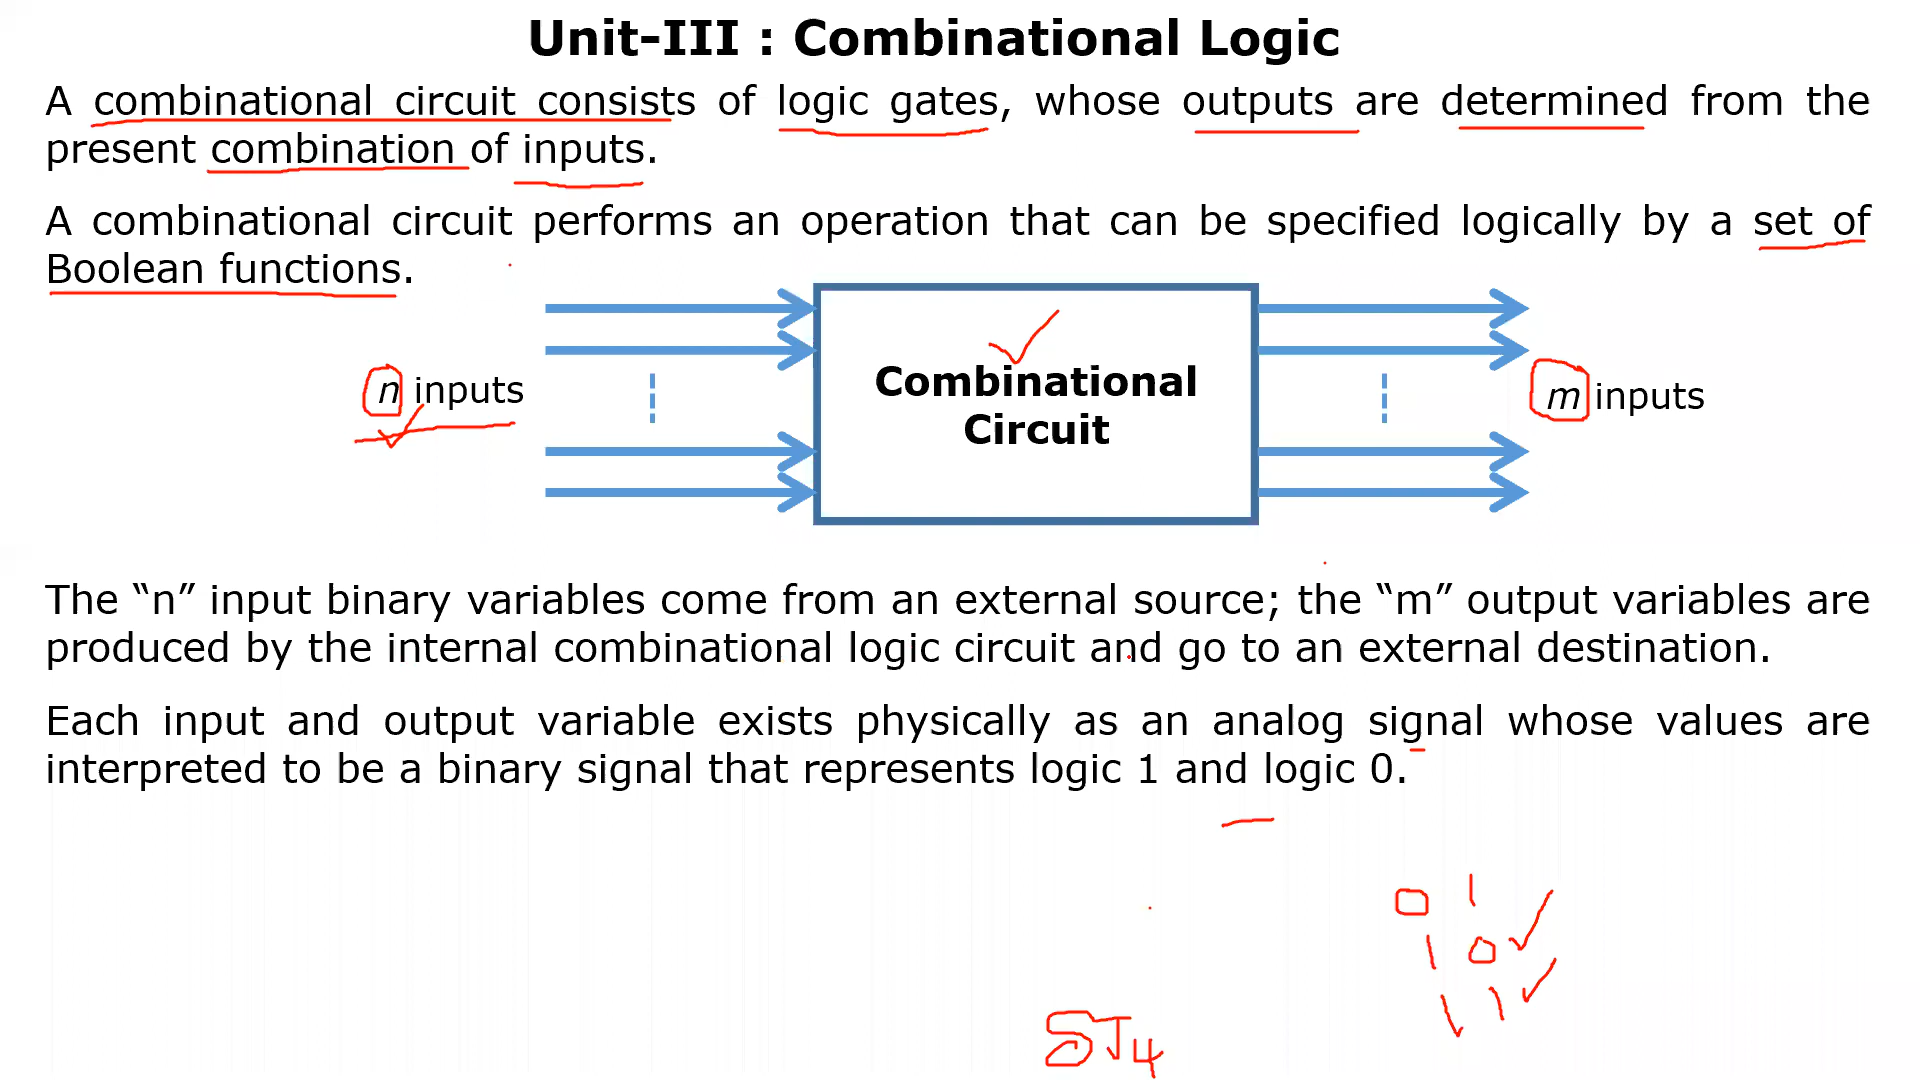 Unit-III : Combinational Logic
A combinational circuit consists of logic gates, whose outputs are determined from the
present combination of inputs.
A combinational circuit performs an operation that can be specified logically by a set of
Boolean functions.
n inputs
Combinational
Circuit
m inputs
The “n” input binary variables come from an external source; the “m” output variables are
produced by the internal combinational logic circuit and go to an external destination.
Each input and output variable exists physically as an analog signal whose values are
interpreted to be a binary signal that represents logic 1 and logic 0.
0 1
1 0
1 1